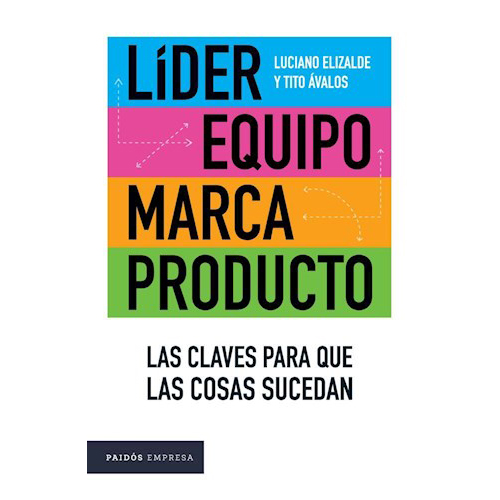 LÍDER
LUCIANO ELIZALDE
Y TITO ÁVALOS
EQUIPO
MARCA
PRODUCTO
LAS CLAVES PARA QUE
LAS COSAS SUCEDAN
PAIDÓS EMPRESA